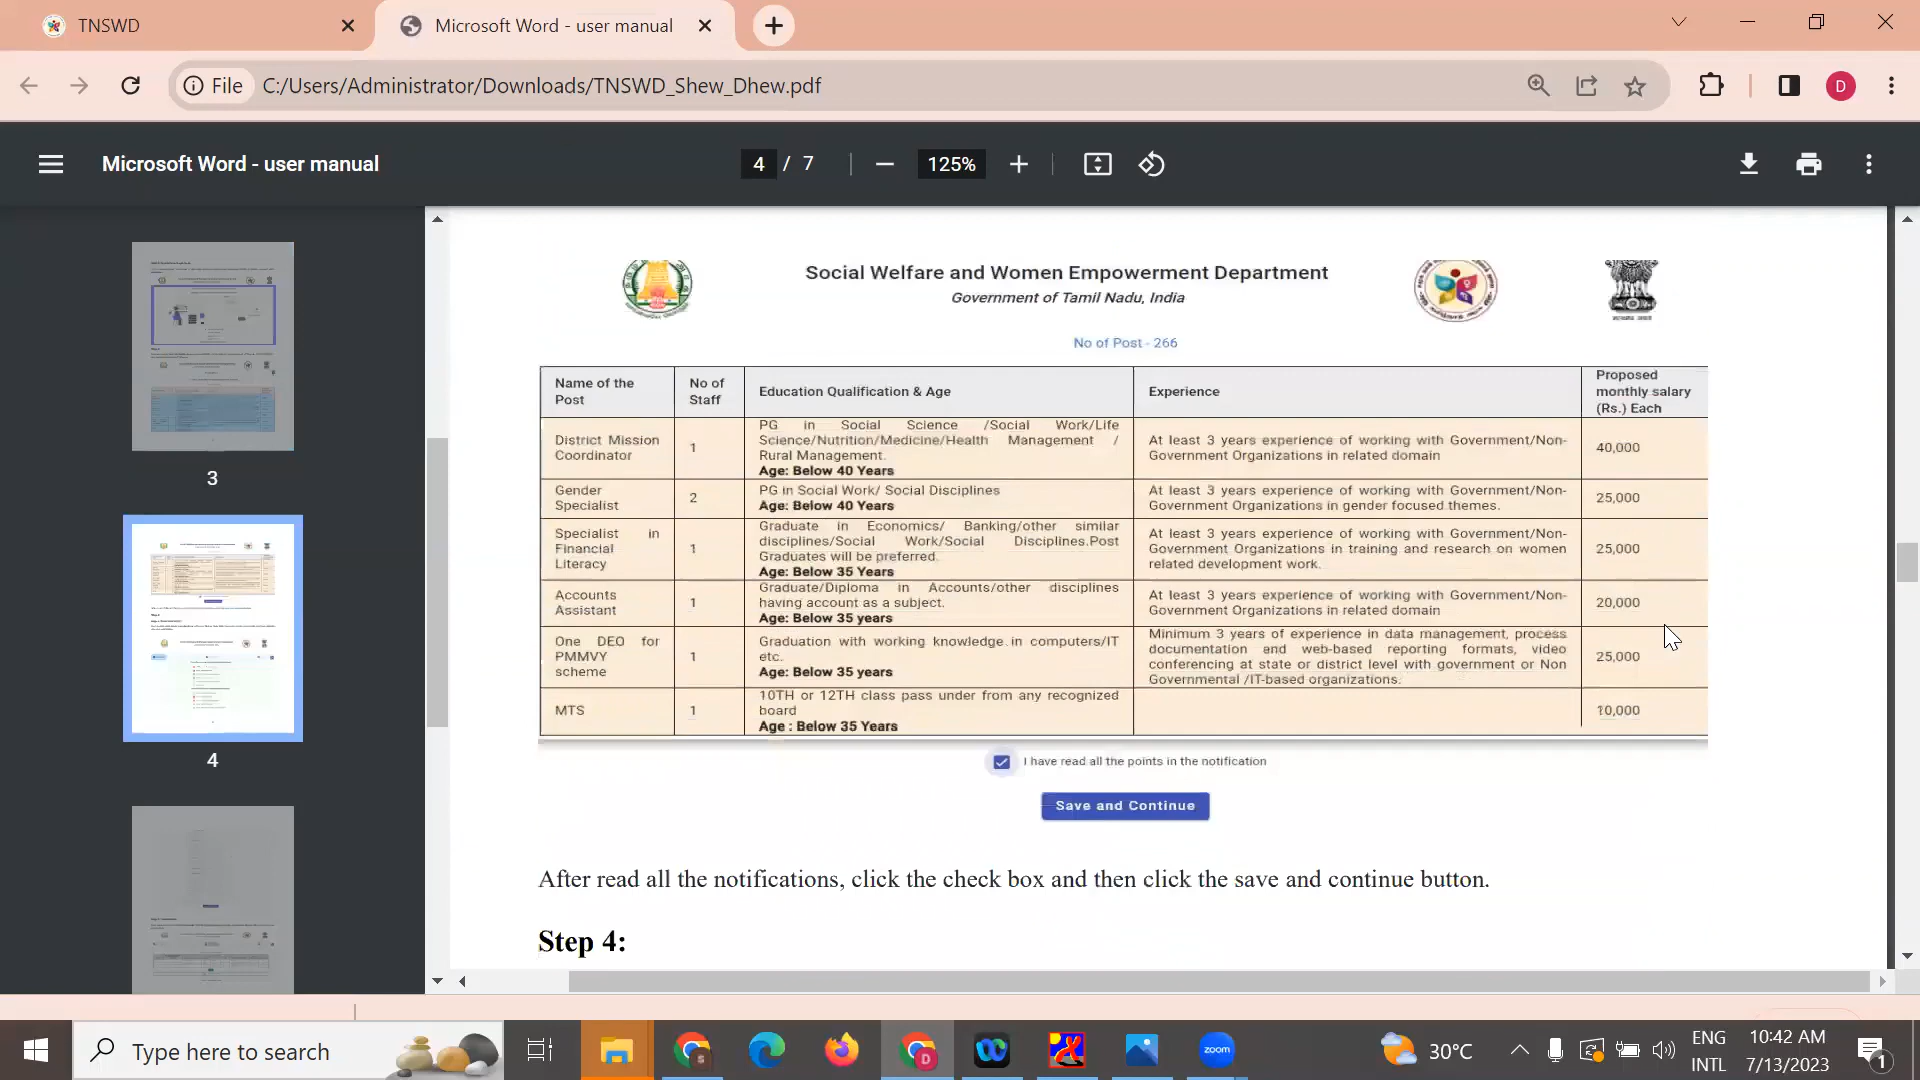 TNSWD
Microsoft Word - user manual
File
C:/Users/Administrator/Downloads/TNSWD_Shew_Dhew.pdf
D
Microsoft Word - user manual
4 / 7
125%
3
4
Social Welfare and Women Empowerment Department
Government of Tamil Nadu, India
No of Post - 266
Name of the
Post
No of
Staff
Education Qualification & Age
Experience
Proposed
monthly salary
(Rs.) Each
District Mission
Coordinator
1
PG in Social Science /Social Work/Life
Science/Nutrition/Medicine/Health Management /
Rural Management.
Age: Below 40 Years
At least 3 years experience of working with Government/Non-
Government Organizations in related domain
40,000
Gender
Specialist
2
PG in Social Work/ Social Disciplines
Age: Below 40 Years
At least 3 years experience of working with Government/Non-
Government Organizations in gender focused themes.
25,000
Specialist in
Financial
Literacy
1
Graduate in Economics/ Banking/other similar
disciplines/Social Work/Social Disciplines.Post
Graduates will be preferred.
Age: Below 35 Years
At least 3 years experience of working with Government/Non-
Government Organizations in training and research on women
related development work.
25,000
Accounts
Assistant
1
Graduate/Diploma in Accounts/other disciplines
having account as a subject.
Age: Below 35 years
At least 3 years experience of working with Government/Non-
Government Organizations in related domain
20,000
One DEO for
PMMVY
scheme
1
Graduation with working knowledge in computers/IT
etc.
Age: Below 35 years
Minimum 3 years of experience in data management, process
documentation and web-based reporting formats, video
conferencing at state or district level with government or Non
Governmental /IT-based organizations.
25,000
MTS
1
10TH or 12TH class pass under from any recognized
board
Age : Below 35 Years
10,000
I have read all the points in the notification
Save and Continue
After read all the notifications, click the check box and then click the save and continue button.
Step 4:
Type here to search
S
D
zoom
30°C
ENG
INTL
10:42 AM
7/13/2023
1